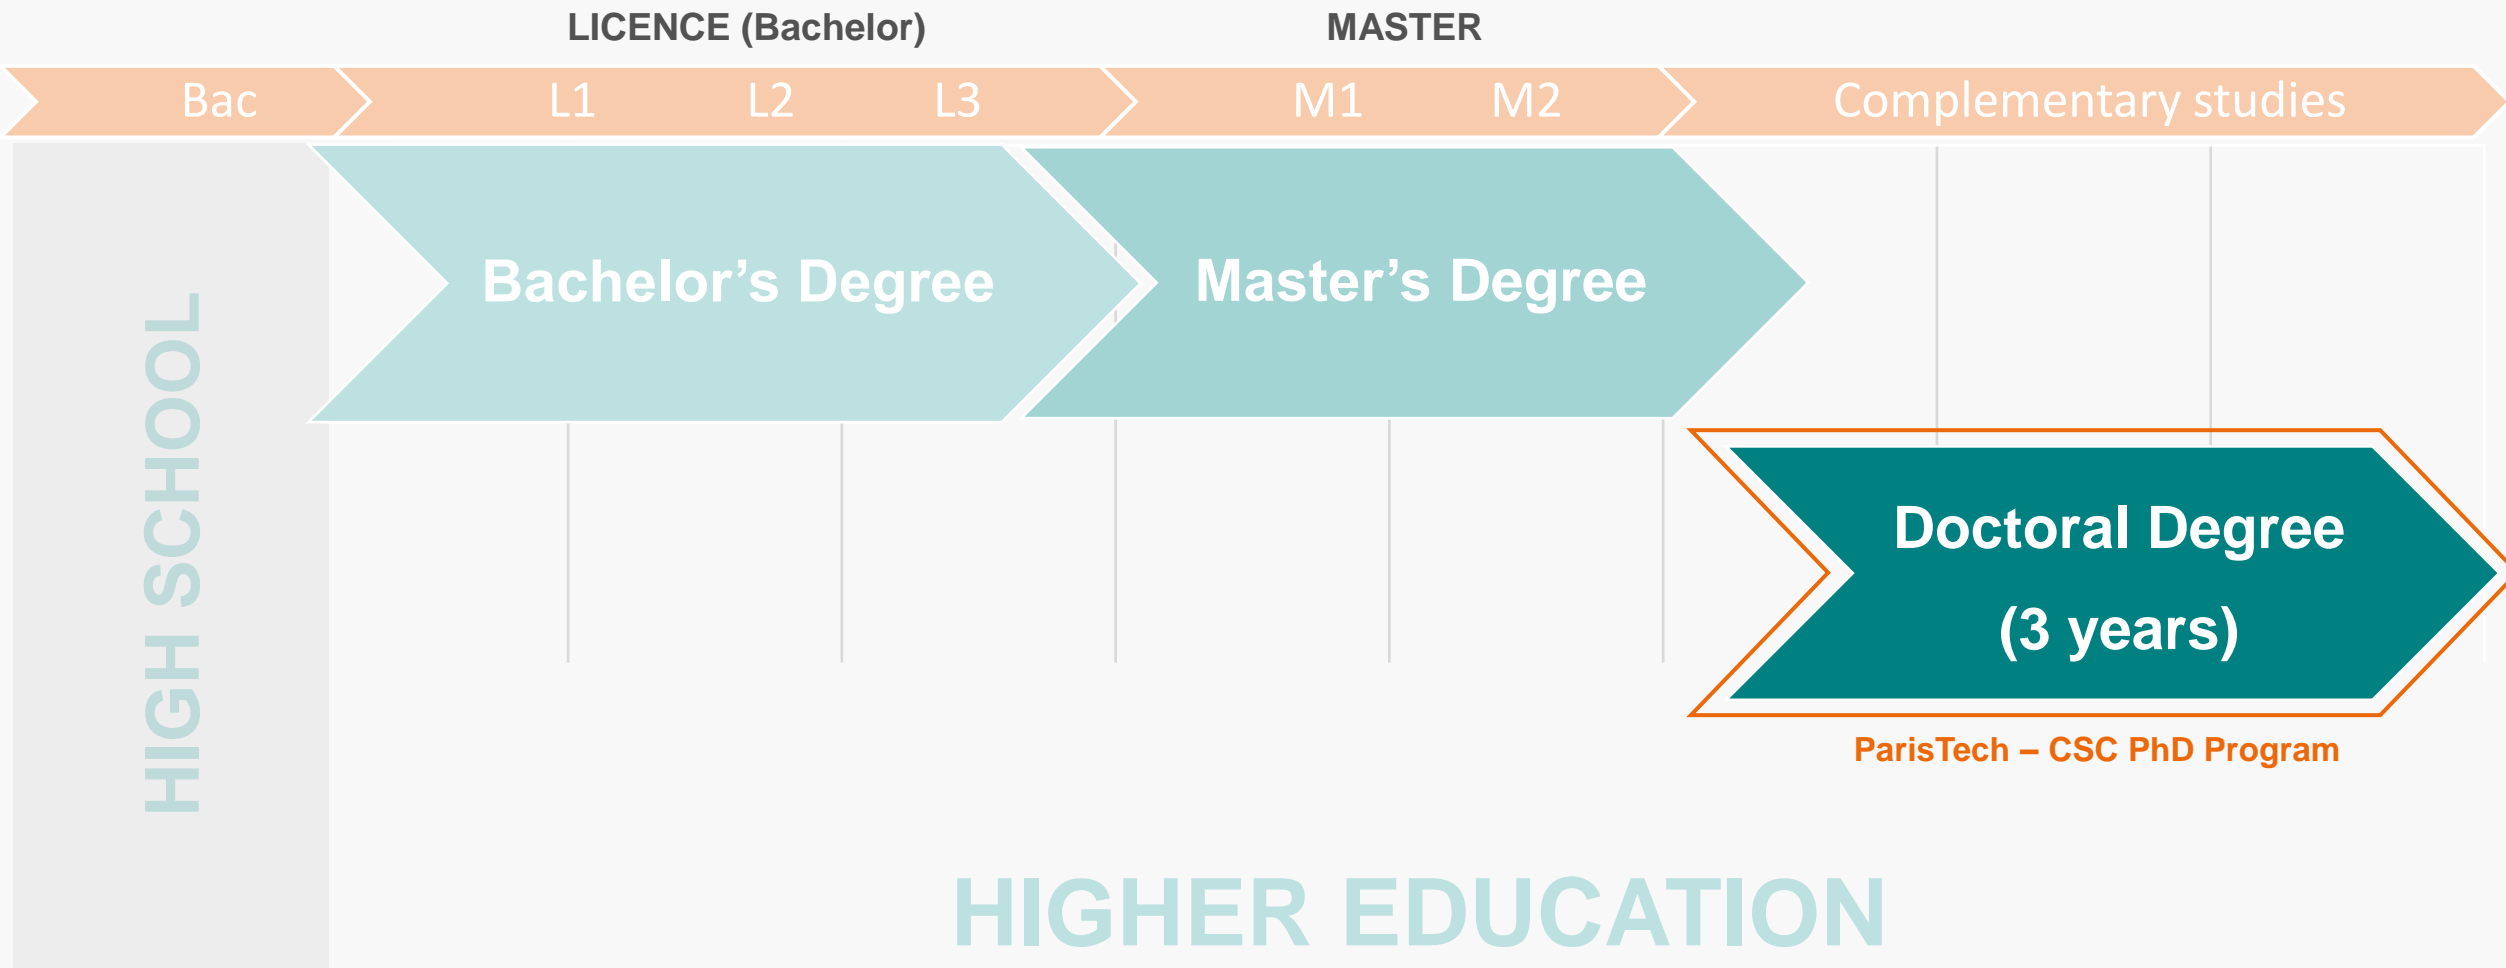 LICENCE (Bachelor)
MASTER
Bac
L1
L2
L3
M1
M2
Complementary studies
Bachelor’s Degree
Master’s Degree
HIGH SCHOOL
Doctoral Degree
(3 years)
ParisTech – CSC PhD Program
HIGHER EDUCATION